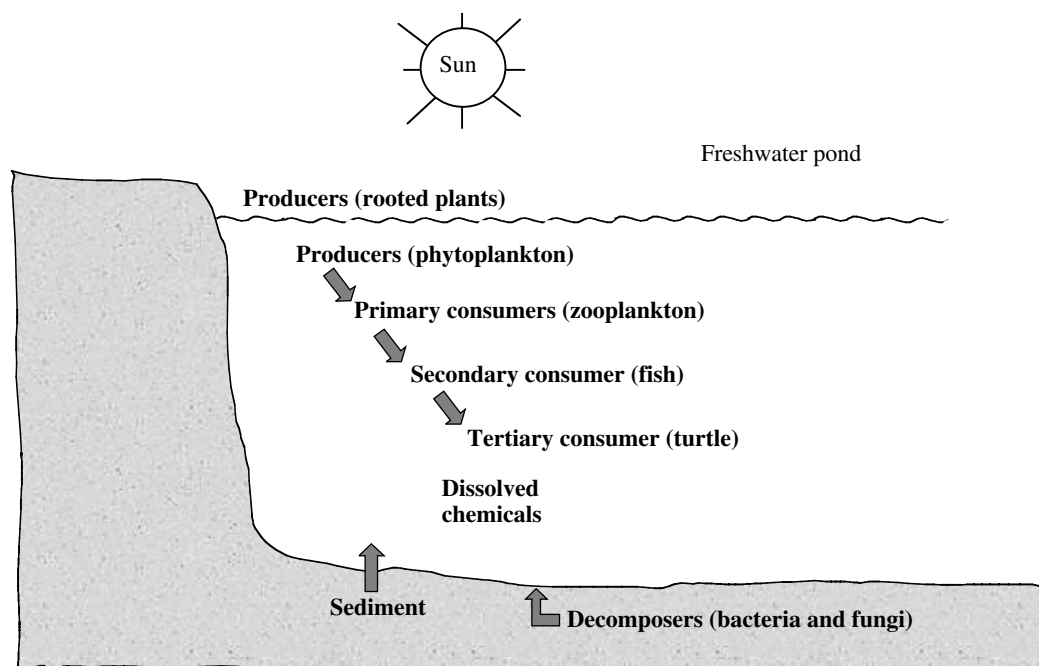 Sun
Freshwater pond
Producers (rooted plants)
Producers (phytoplankton)
Primary consumers (zooplankton)
Secondary consumer (fish)
Tertiary consumer (turtle)
Dissolved
chemicals
Sediment
Decomposers (bacteria and fungi)